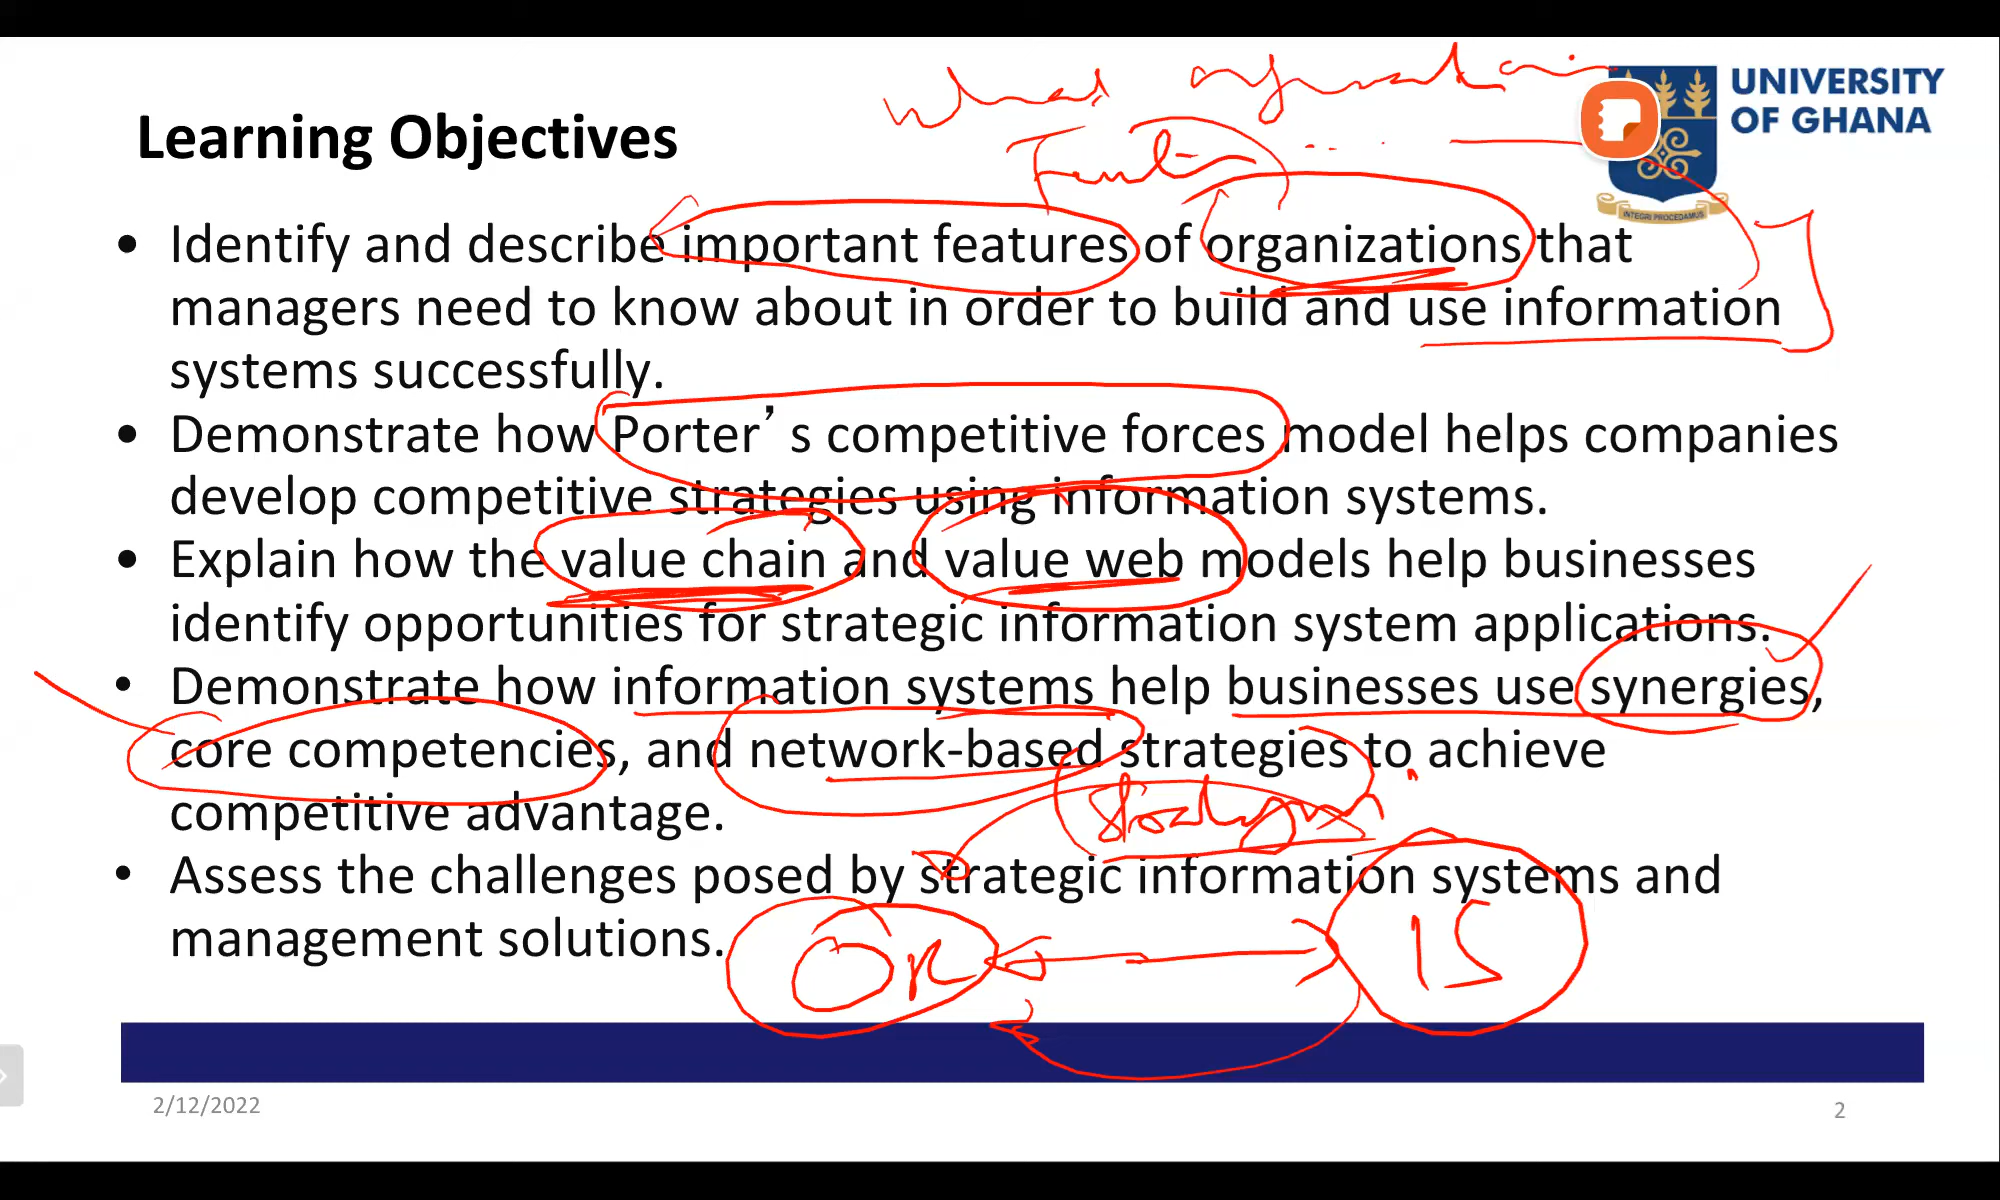 What organization
UNIVERSITY
OF GHANA
Learning Objectives
INTEGRI PROCEDAMUS
• Identify and describe important features of organizations that
managers need to know about in order to build and use information
systems successfully.
• Demonstrate how Porter’s competitive forces model helps companies
develop competitive strategies using information systems.
• Explain how the value chain and value web models help businesses
identify opportunities for strategic information system applications.
• Demonstrate how information systems help businesses use synergies,
core competencies, and network-based strategies to achieve
competitive advantage.
• Assess the challenges posed by strategic information systems and
management solutions.
OR
IS
2/12/2022
2